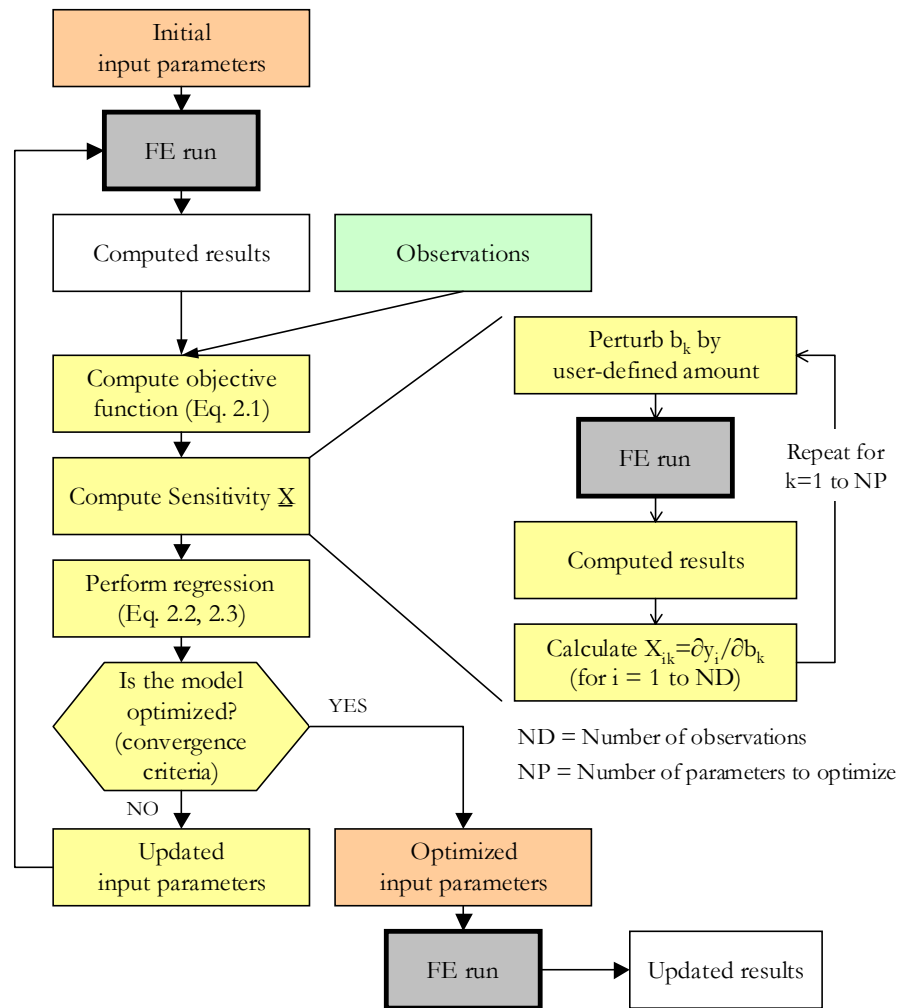 Initial
input parameters
FE run
Computed results
Observations
Compute objective
function (Eq. 2.1)
Compute Sensitivity X
Perform regression
(Eq. 2.2, 2.3)
Is the model
optimized?
(convergence
criteria)
YES
NO
Updated
input parameters
Optimized
input parameters
FE run
Updated results
Perturb bₖ by
user-defined amount
FE run
Computed results
Calculate Xᵢₖ=∂yᵢ/∂bₖ
(for i = 1 to ND)
Repeat for
k=1 to NP
ND = Number of observations
NP = Number of parameters to optimize